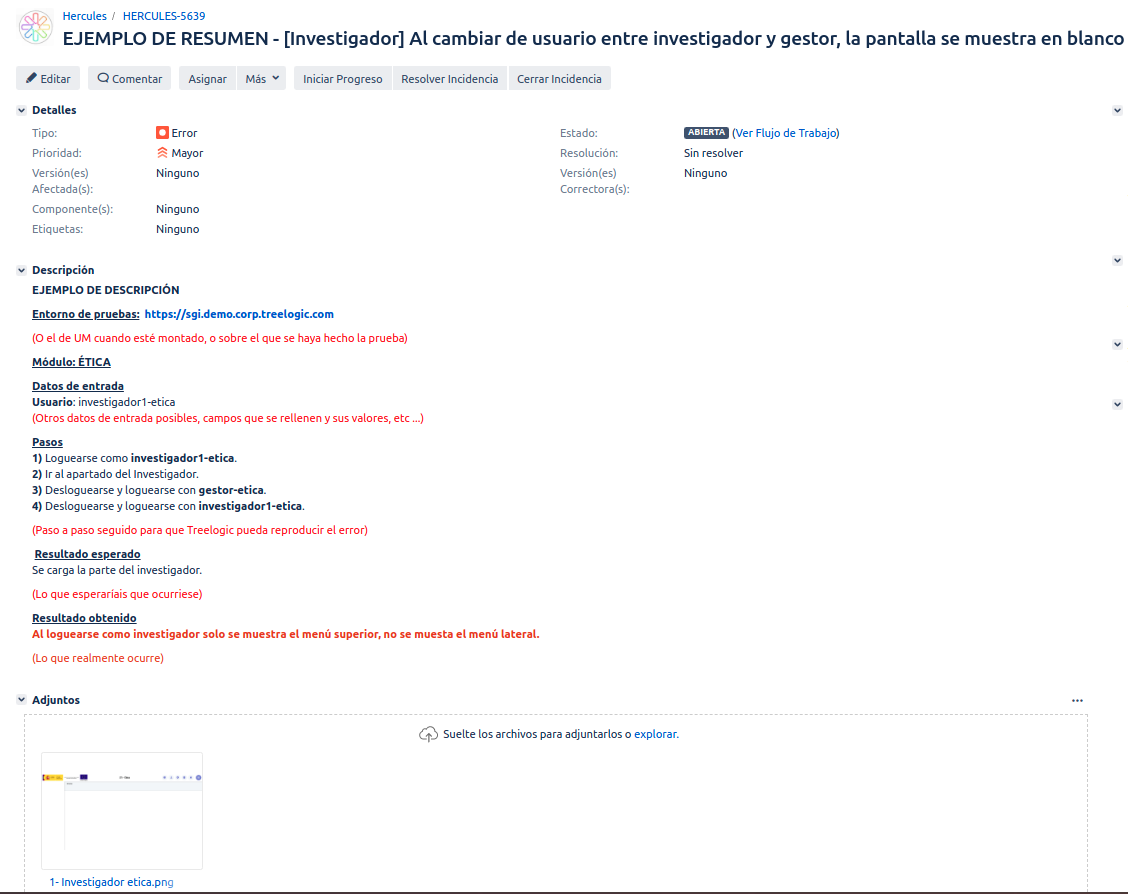 Hercules / HERCULES-5639
EJEMPLO DE RESUMEN - [Investigador] Al cambiar de usuario entre investigador y gestor, la pantalla se muestra en blanco
Editar Comentar Asignar Más Iniciar Progreso Resolver Incidencia Cerrar Incidencia
Detalles
Tipo: Error Estado: ABIERTA (Ver Flujo de Trabajo)
Prioridad: Mayor Resolución: Sin resolver
Versión(es) Ninguno Versión(es) Ninguno
Afectada(s): Correctora(s):
Componente(s): Ninguno
Etiquetas: Ninguno
Descripción
EJEMPLO DE DESCRIPCIÓN
Entorno de pruebas: https://sgi.demo.corp.treelogic.com
(O el de UM cuando esté montado, o sobre el que se haya hecho la prueba)
Módulo: ÉTICA
Datos de entrada
Usuario: investigador1-etica
(Otros datos de entrada posibles, campos que se rellenen y sus valores, etc ...)
Pasos
1) Loguearse como investigador1-etica.
2) Ir al apartado del Investigador.
3) Desloguearse y loguearse con gestor-etica.
4) Desloguearse y loguearse con investigador1-etica.
(Paso a paso seguido para que Treelogic pueda reproducir el error)
Resultado esperado
Se carga la parte del investigador.
(Lo que esperaríais que ocurriese)
Resultado obtenido
Al loguearse como investigador solo se muestra el menú superior, no se muesta el menú lateral.
(Lo que realmente ocurre)
Adjuntos
Suelte los archivos para adjuntarlos o explorar.
1- Investigador etica.png